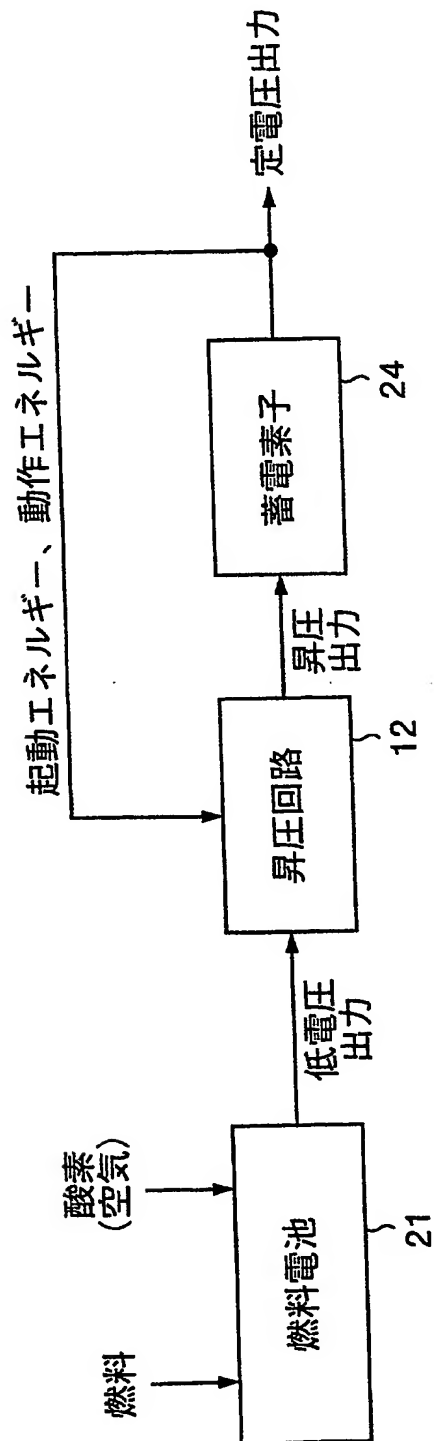 燃料
酸素
(空気)
燃料電池
21
低電圧
出力
昇圧回路
12
起動エネルギー、動作エネルギー
昇圧
出力
蓄電素子
24
定電圧出力